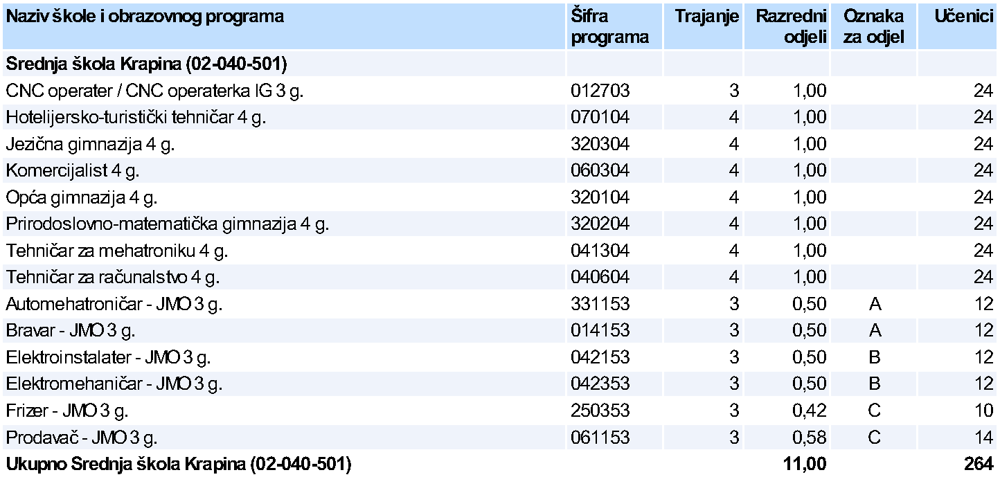 Naziv škole i obrazovnog programa Šifra programa Trajanje Razredni odjeli Oznaka za odjel Učenici
Srednja škola Krapina (02-040-501)
CNC operater / CNC operaterka IG 3 g. 012703 3 1,00 24
Hotelijersko-turistički tehničar 4 g. 070104 4 1,00 24
Jezična gimnazija 4 g. 320304 4 1,00 24
Komercijalist 4 g. 060304 4 1,00 24
Opća gimnazija 4 g. 320104 4 1,00 24
Prirodoslovno-matematička gimnazija 4 g. 320204 4 1,00 24
Tehničar za mehatroniku 4 g. 041304 4 1,00 24
Tehničar za računalstvo 4 g. 040604 4 1,00 24
Automehatroničar - JMO 3 g. 331153 3 0,50 A 12
Bravar - JMO 3 g. 014153 3 0,50 A 12
Elektroinstalater - JMO 3 g. 042153 3 0,50 B 12
Elektromehaničar - JMO 3 g. 042353 3 0,50 B 12
Frizer - JMO 3 g. 250353 3 0,42 C 10
Prodavač - JMO 3 g. 061153 3 0,58 C 14
Ukupno Srednja škola Krapina (02-040-501) 11,00 264